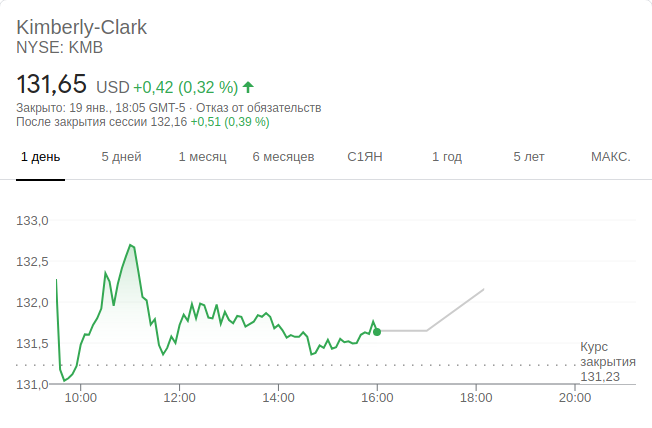 Kimberly-Clark
NYSE: KMB
131,65 USD +0,42 (0,32 %)
Закрыто: 19 янв., 18:05 GMT-5 · Отказ от обязательств
После закрытия сессии 132,16 +0,51 (0,39 %)
1 день 5 дней 1 месяц 6 месяцев С1ЯН 1 год 5 лет МАКС.
133,0
132,5
132,0
131,5
Курс
закрытия
131,23
131,0
10:00 12:00 14:00 16:00 18:00 20:00